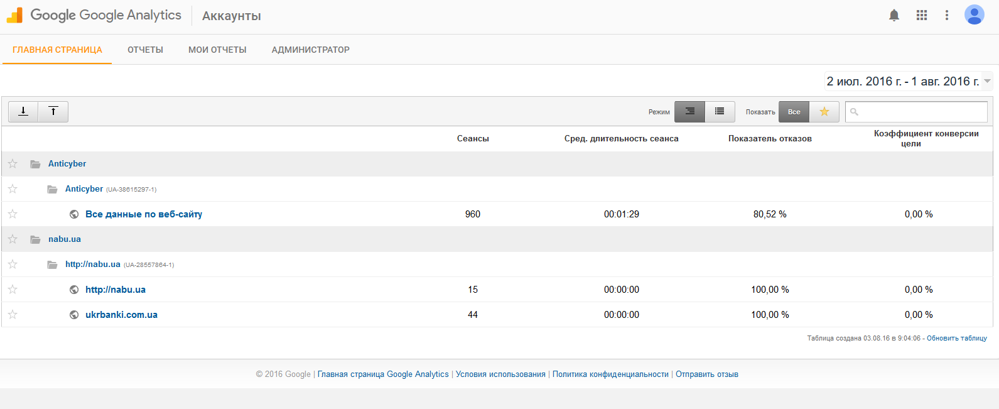 Google Google Analytics Аккаунты
ГЛАВНАЯ СТРАНИЦА ОТЧЕТЫ МОИ ОТЧЕТЫ АДМИНИСТРАТОР
2 июл. 2016 г. - 1 авг. 2016 г.
Режим Показать Все
Сеансы Сред. длительность сеанса Показатель отказов Коэффициент конверсии
цели
Anticyber
Anticyber (UA-38615297-1)
Все данные по веб-сайту 960 00:01:29 80,52 % 0,00 %
nabu.ua
http://nabu.ua (UA-28557864-1)
http://nabu.ua 15 00:00:00 100,00 % 0,00 %
ukrbanki.com.ua 44 00:00:00 100,00 % 0,00 %
Таблица создана 03.08.16 в 9:04:06 - Обновить таблицу
© 2016 Google | Главная страница Google Analytics | Условия использования | Политика конфиденциальности | Отправить отзыв